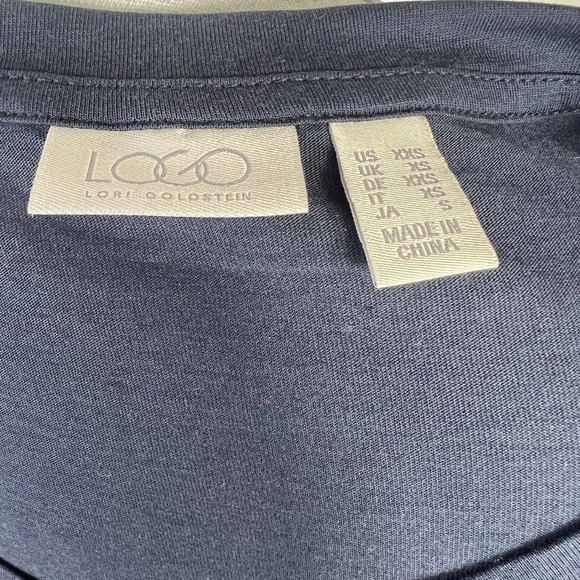 LOGO
LORI GOLDSTEIN
US XXS
UK XS
DE XXS
IT XS
JA S
MADE IN
CHINA